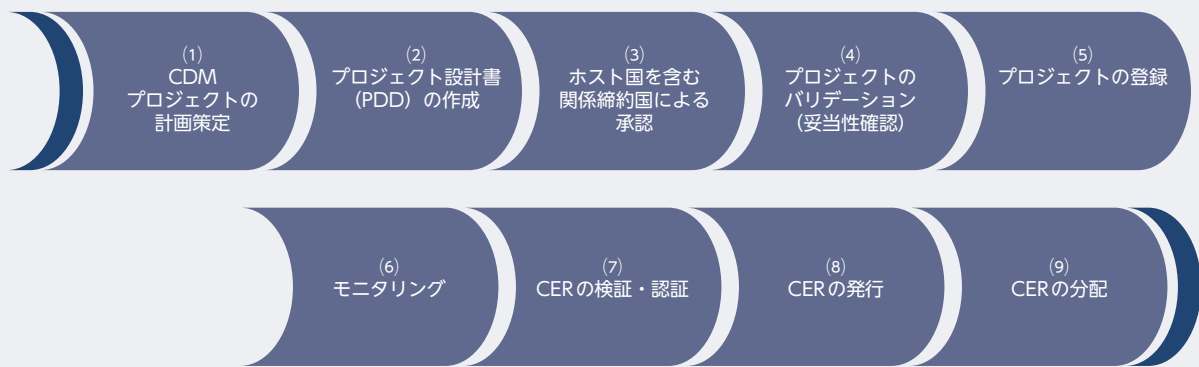 (1)
CDM
プロジェクトの
計画策定
(2)
プロジェクト設計書
（PDD）の作成
(3)
ホスト国を含む
関係締約国による
承認
(4)
プロジェクトの
バリデーション
（妥当性確認）
(5)
プロジェクトの登録
(6)
モニタリング
(7)
CERの検証・認証
(8)
CERの発行
(9)
CERの分配